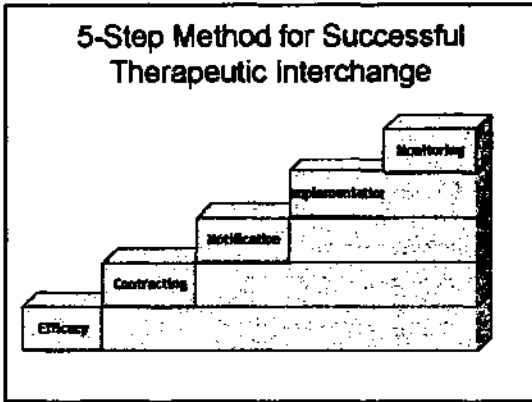 5-Step Method for Successful
Therapeutic Interchange
Monitoring
Implementation
Notification
Contracting
Efficacy